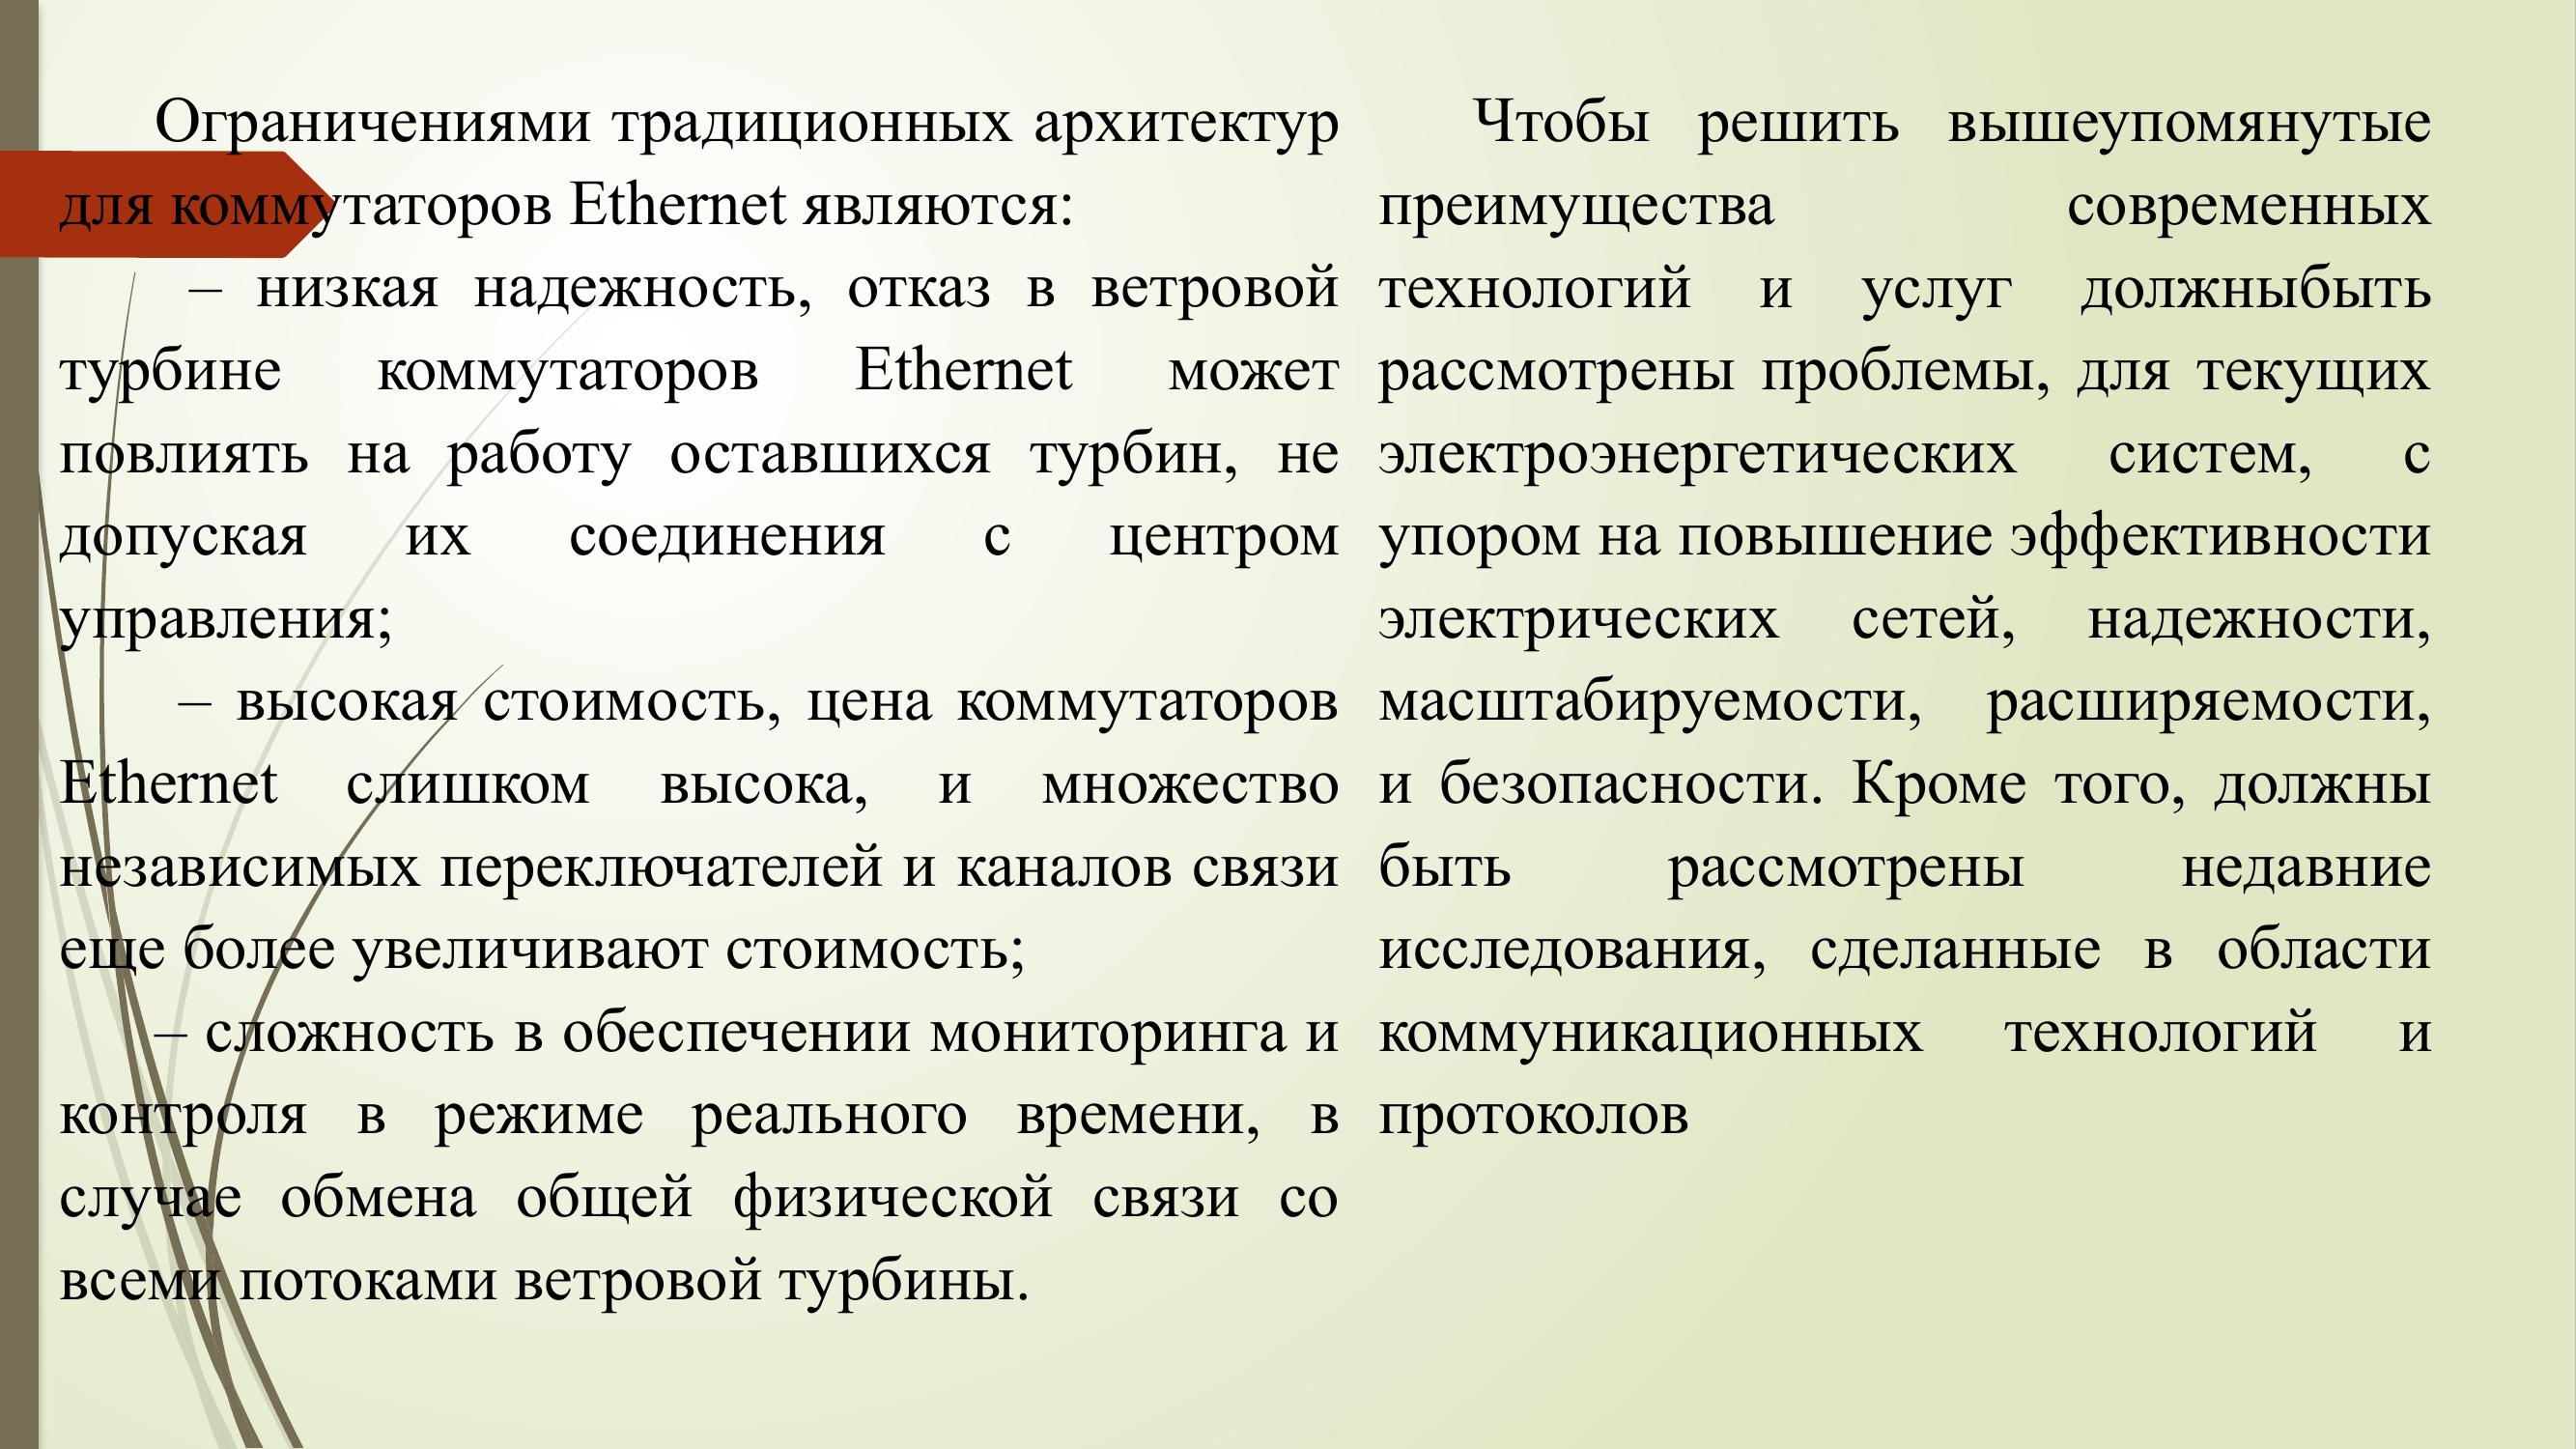 Ограничениями традиционных архитектур
для коммутаторов Ethernet являются:
– низкая надежность, отказ в ветровой
турбине коммутаторов Ethernet может
повлиять на работу оставшихся турбин, не
допуская их соединения с центром
управления;
– высокая стоимость, цена коммутаторов
Ethernet слишком высока, и множество
независимых переключателей и каналов связи
еще более увеличивают стоимость;
– сложность в обеспечении мониторинга и
контроля в режиме реального времени, в
случае обмена общей физической связи со
всеми потоками ветровой турбины.
Чтобы решить вышеупомянутые
преимущества современных
технологий и услуг должныбыть
рассмотрены проблемы, для текущих
электроэнергетических систем, с
упором на повышение эффективности
электрических сетей, надежности,
масштабируемости, расширяемости,
и безопасности. Кроме того, должны
быть рассмотрены недавние
исследования, сделанные в области
коммуникационных технологий и
протоколов